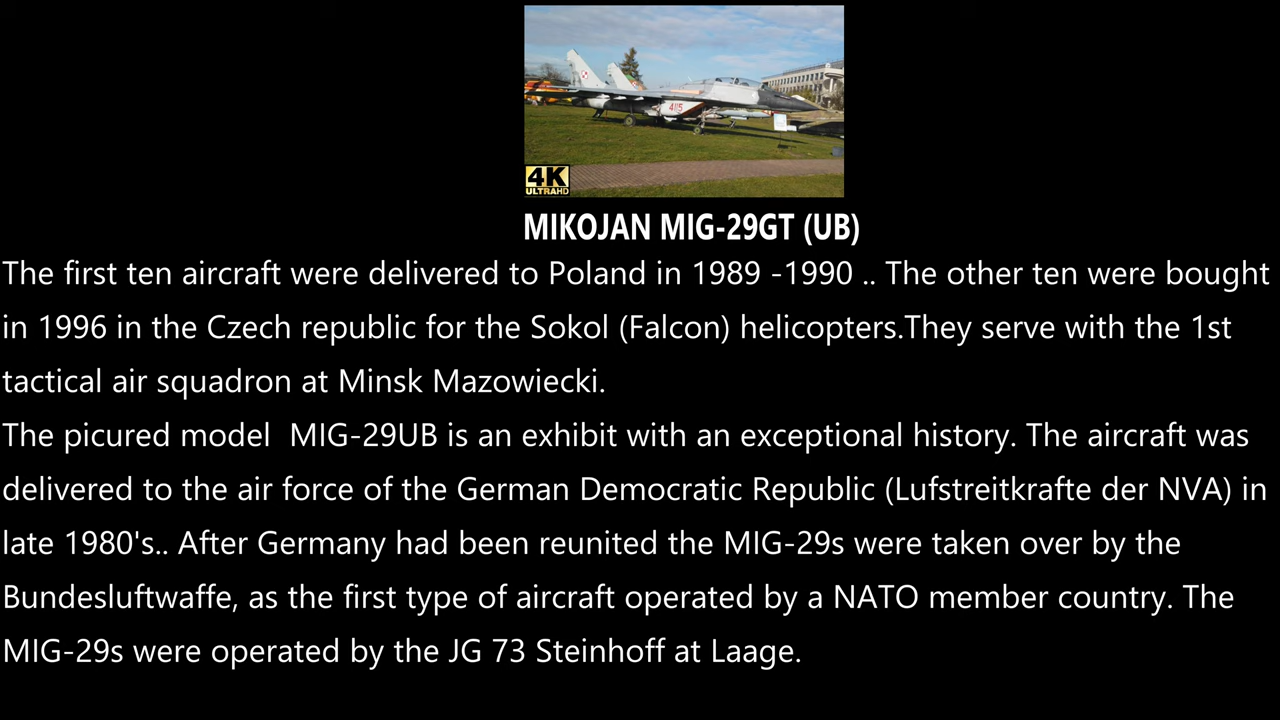 4115
4K
ULTRAHD
MIKOJAN MIG-29GT (UB)
The first ten aircraft were delivered to Poland in 1989 -1990 .. The other ten were bought
in 1996 in the Czech republic for the Sokol (Falcon) helicopters.They serve with the 1st
tactical air squadron at Minsk Mazowiecki.
The picured model  MIG-29UB is an exhibit with an exceptional history. The aircraft was
delivered to the air force of the German Democratic Republic (Lufstreitkrafte der NVA) in
late 1980's.. After Germany had been reunited the MIG-29s were taken over by the
Bundesluftwaffe, as the first type of aircraft operated by a NATO member country. The
MIG-29s were operated by the JG 73 Steinhoff at Laage.